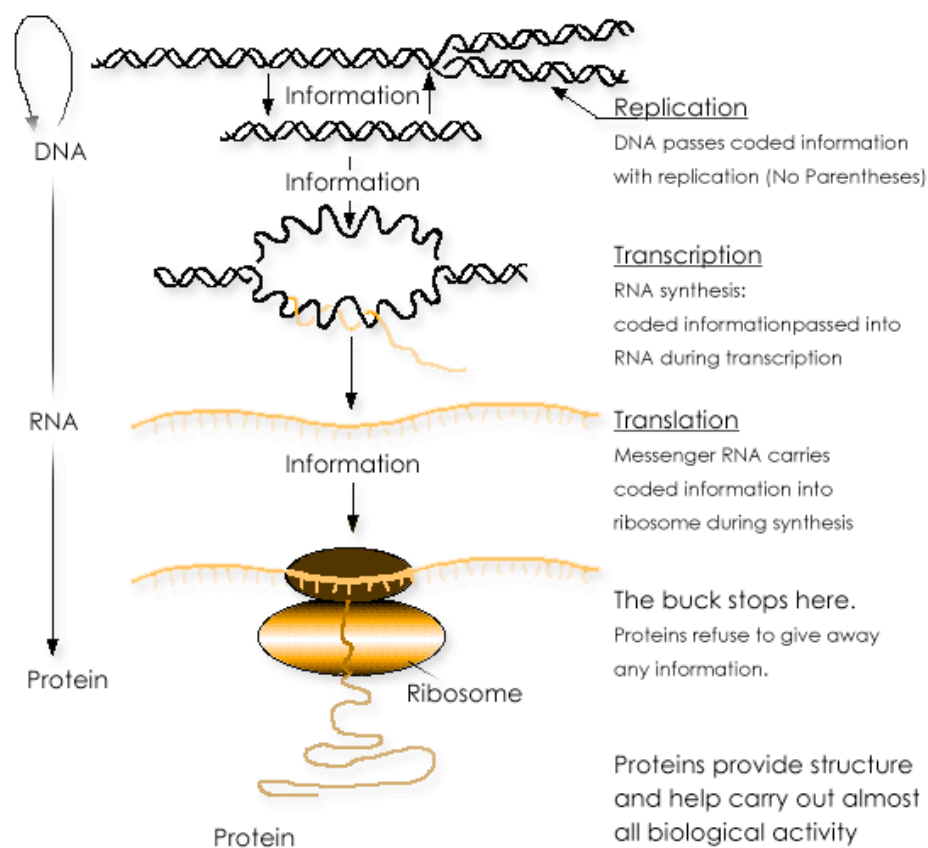 Information
Replication
DNA
DNA passes coded information
with replication (No Parentheses)
Information
Transcription
RNA synthesis:
coded informationpassed into
RNA during transcription
RNA
Translation
Information
Messenger RNA carries
coded information into
ribosome during synthesis
The buck stops here.
Proteins refuse to give away
any information.
Protein
Ribosome
Proteins provide structure
and help carry out almost
all biological activity
Protein